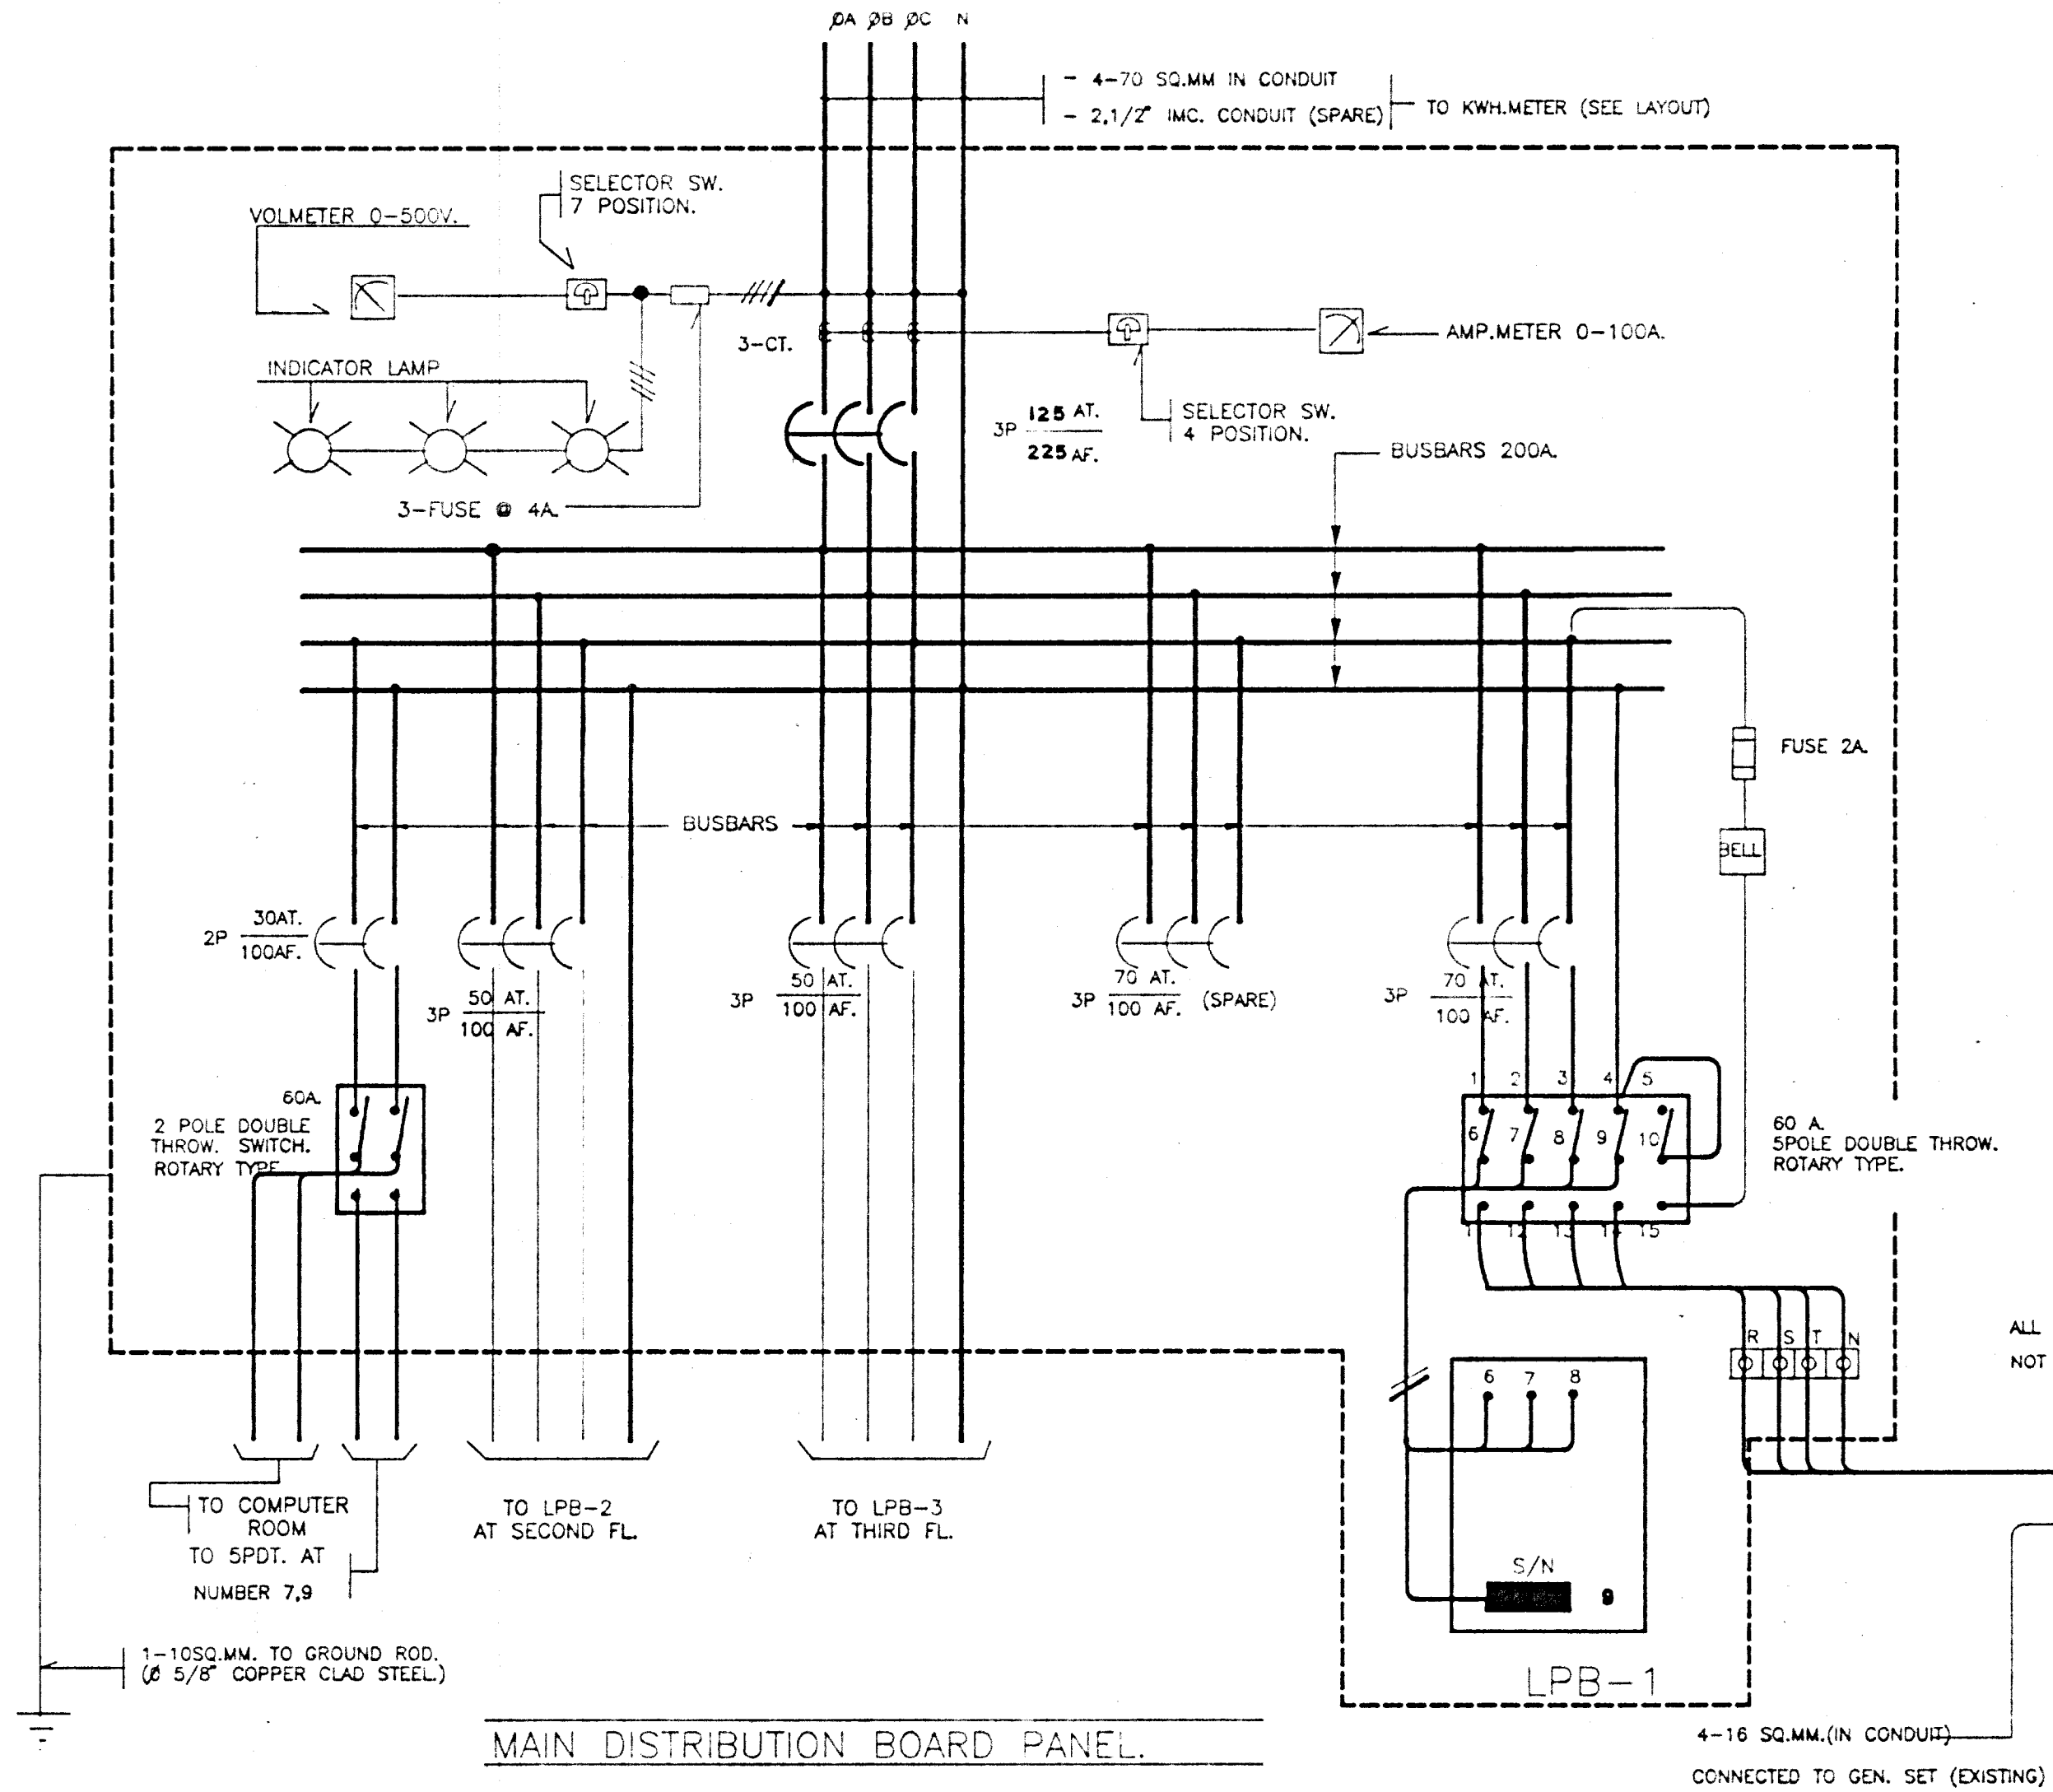 ØA ØB ØC N
- 4-70 SQ.MM IN CONDUIT
- 2,1/2" IMC. CONDUIT (SPARE)
TO KWH.METER (SEE LAYOUT)
SELECTOR SW.
7 POSITION.
VOLMETER 0-500V.
3-CT.
AMP.METER 0-100A.
INDICATOR LAMP
3P 125 AT.
225 AF.
SELECTOR SW.
4 POSITION.
BUSBARS 200A.
3-FUSE @ 4A.
FUSE 2A.
BUSBARS
BELL
2P 30AT.
100AF.
3P 50 AT.
100 AF.
3P 50 AT.
100 AF.
3P 70 AT.
100 AF. (SPARE)
3P 70 AT.
100 AF.
60A.
2 POLE DOUBLE
THROW. SWITCH.
ROTARY TYPE
1 2 3 4 5
6 7 8 9 10
11 12 13 14 15
60 A.
5POLE DOUBLE THROW.
ROTARY TYPE.
R S T N
ALL
NOT
6 7 8
S/N
9
LPB-1
TO COMPUTER
ROOM
TO 5PDT. AT
NUMBER 7,9
TO LPB-2
AT SECOND FL.
TO LPB-3
AT THIRD FL.
1-10SQ.MM. TO GROUND ROD.
(Ø 5/8" COPPER CLAD STEEL.)
MAIN DISTRIBUTION BOARD PANEL.
4-16 SQ.MM.(IN CONDUIT)
CONNECTED TO GEN. SET (EXISTING)